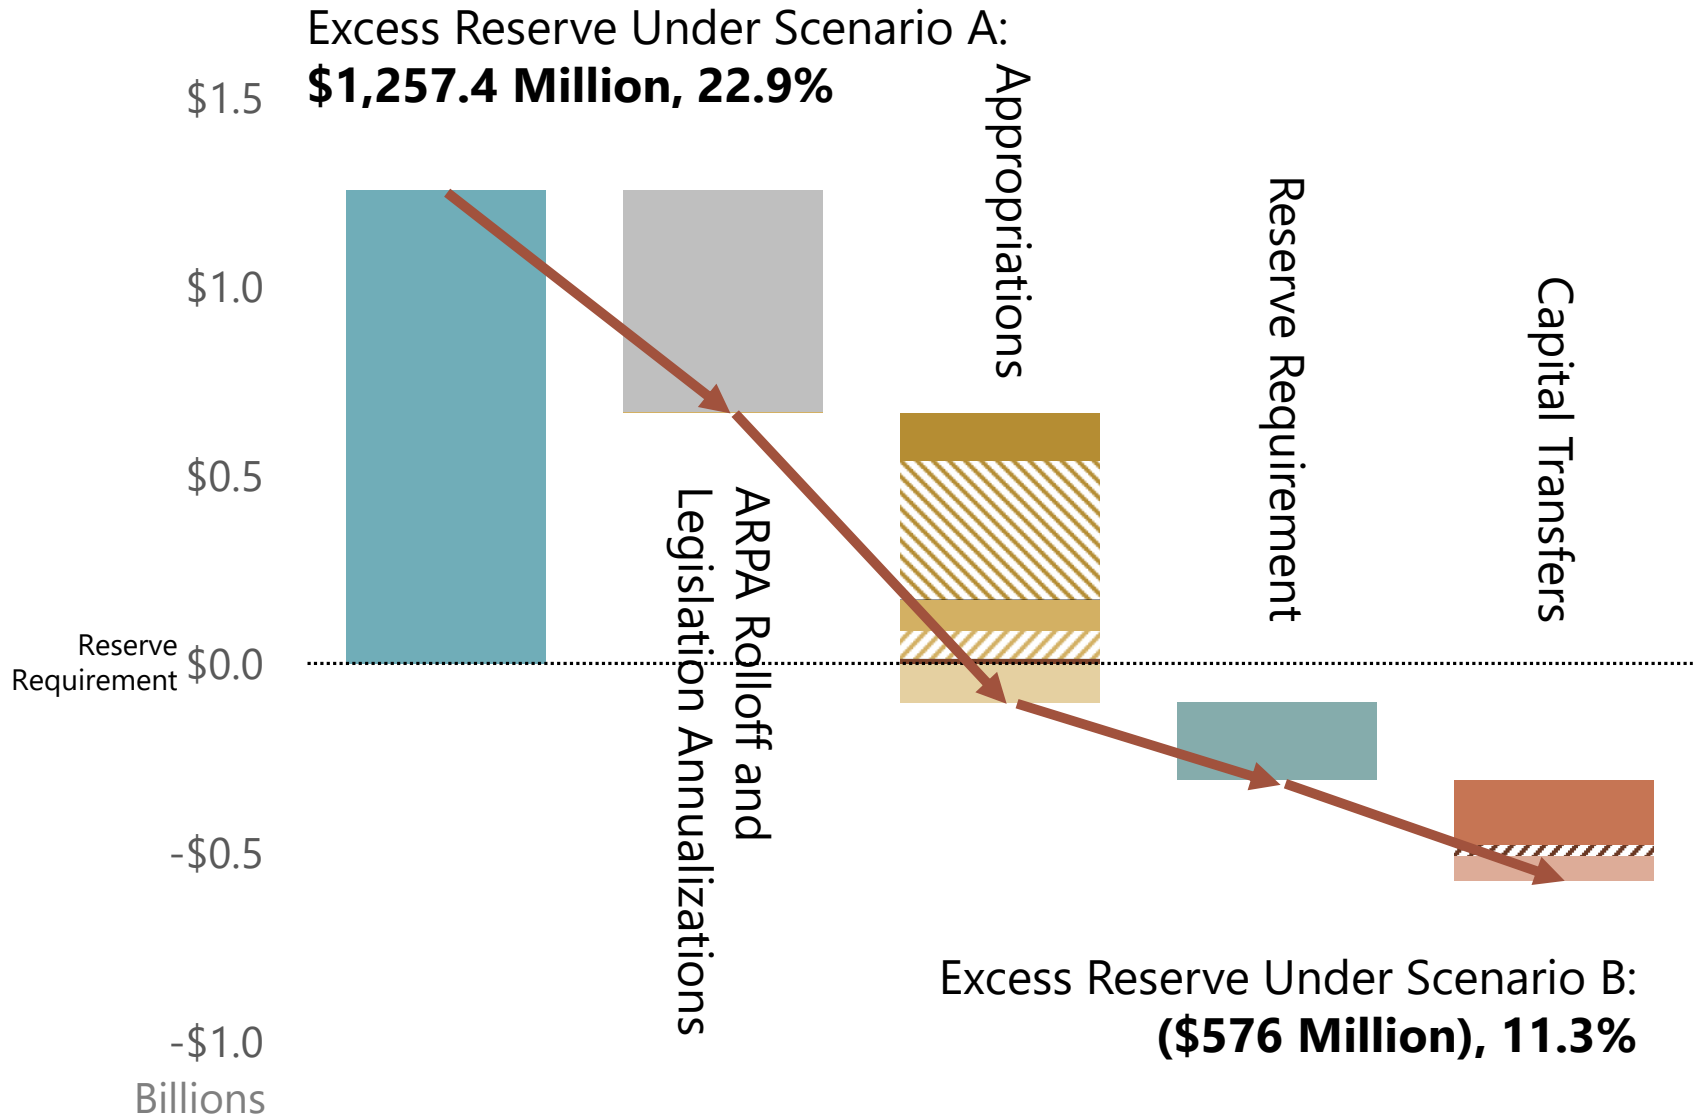 Excess Reserve Under Scenario A:
$1,257.4 Million, 22.9%
$1.5
$1.0
$0.5
Reserve
Requirement
$0.0
-$0.5
-$1.0
Billions
ARPA Rolloff and
Legislation Annualizations
Appropriations
Reserve Requirement
Capital Transfers
Excess Reserve Under Scenario B:
($576 Million), 11.3%